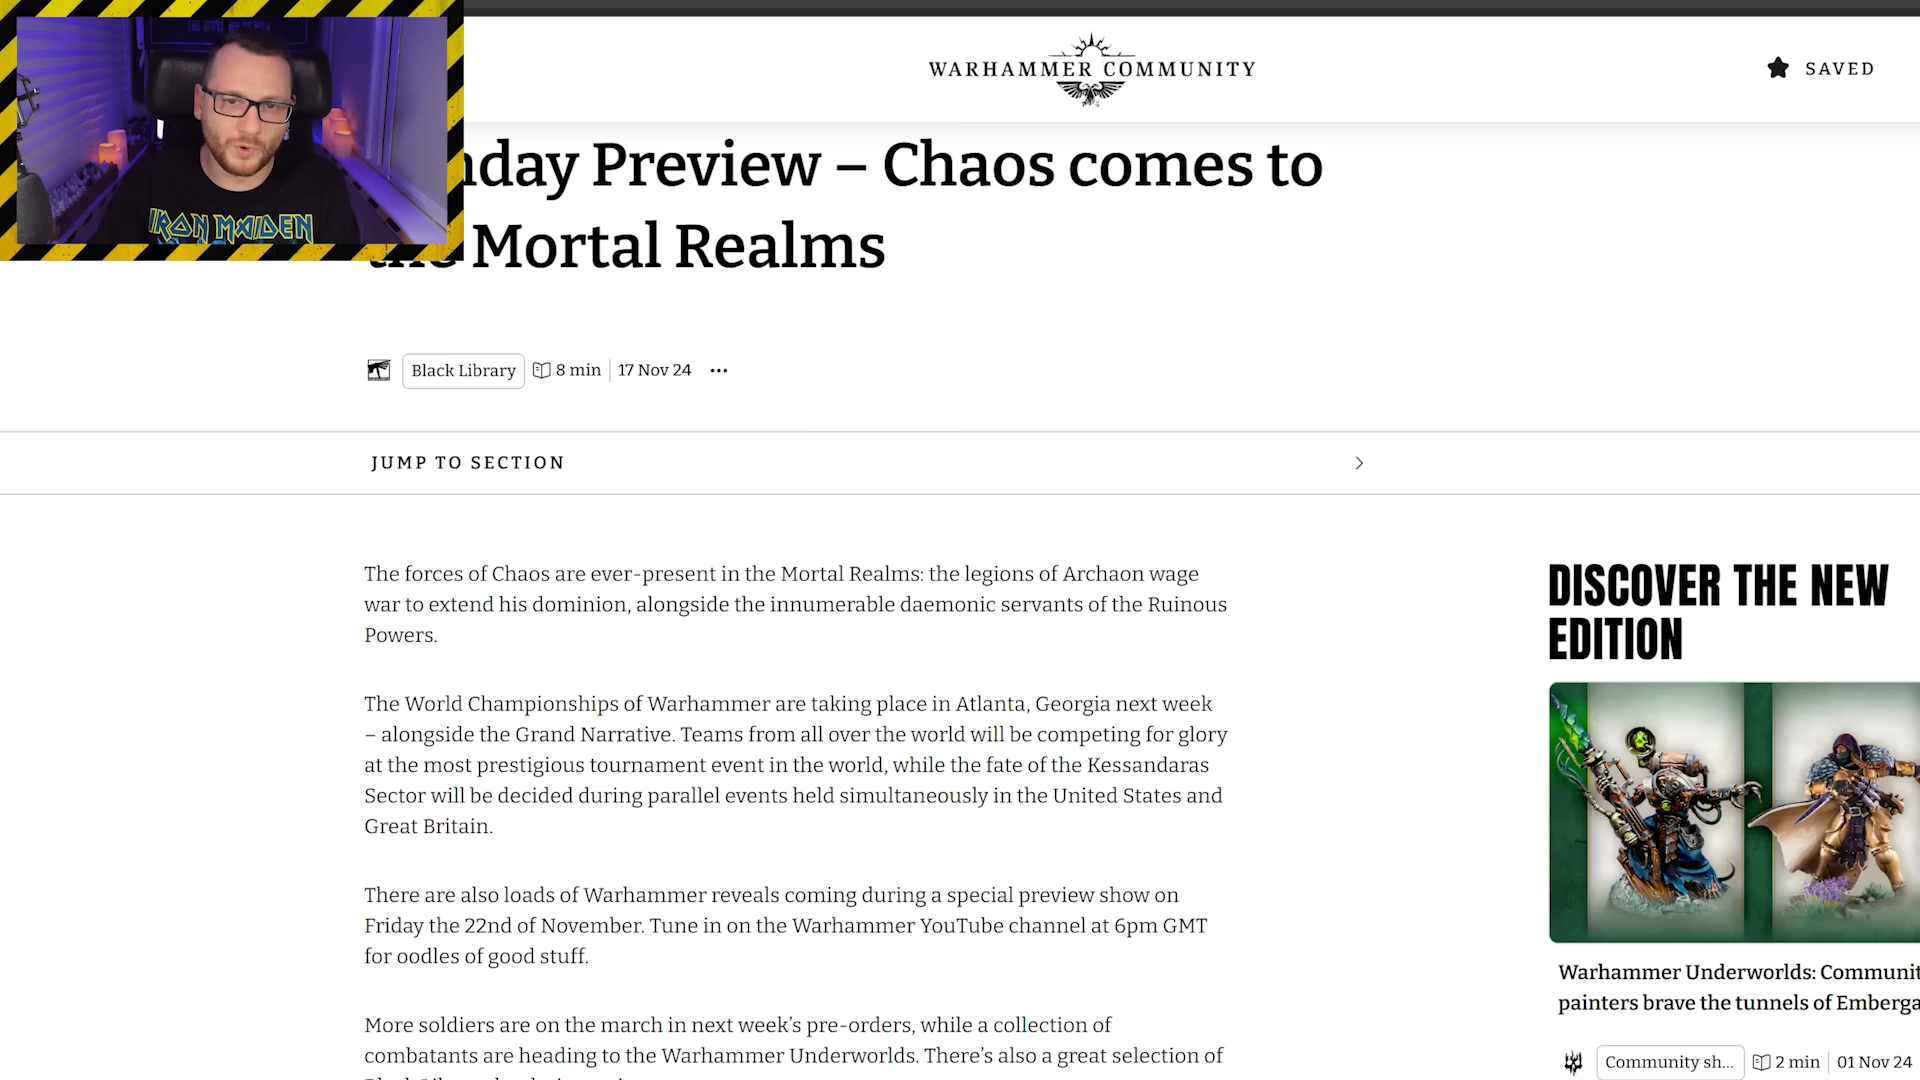 WARHAMMER COMMUNITY
SAVED
nday Preview – Chaos comes to
the Mortal Realms
IRON MAIDEN
Black Library
8 min
17 Nov 24
JUMP TO SECTION
The forces of Chaos are ever-present in the Mortal Realms: the legions of Archaon wage
war to extend his dominion, alongside the innumerable daemonic servants of the Ruinous
Powers.
The World Championships of Warhammer are taking place in Atlanta, Georgia next week
– alongside the Grand Narrative. Teams from all over the world will be competing for glory
at the most prestigious tournament event in the world, while the fate of the Kessandaras
Sector will be decided during parallel events held simultaneously in the United States and
Great Britain.
There are also loads of Warhammer reveals coming during a special preview show on
Friday the 22nd of November. Tune in on the Warhammer YouTube channel at 6pm GMT
for oodles of good stuff.
More soldiers are on the march in next week's pre-orders, while a collection of
combatants are heading to the Warhammer Underworlds. There's also a great selection of
DISCOVER THE NEW
EDITION
Warhammer Underworlds: Communit
painters brave the tunnels of Emberga
Community sh...
2 min
01 Nov 24